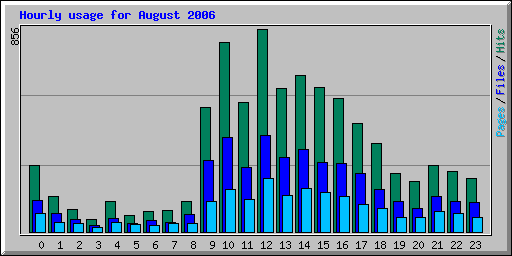 Hourly usage for August 2006
856
Pages / Files / Hits
0 1 2 3 4 5 6 7 8 9 10 11 12 13 14 15 16 17 18 19 20 21 22 23